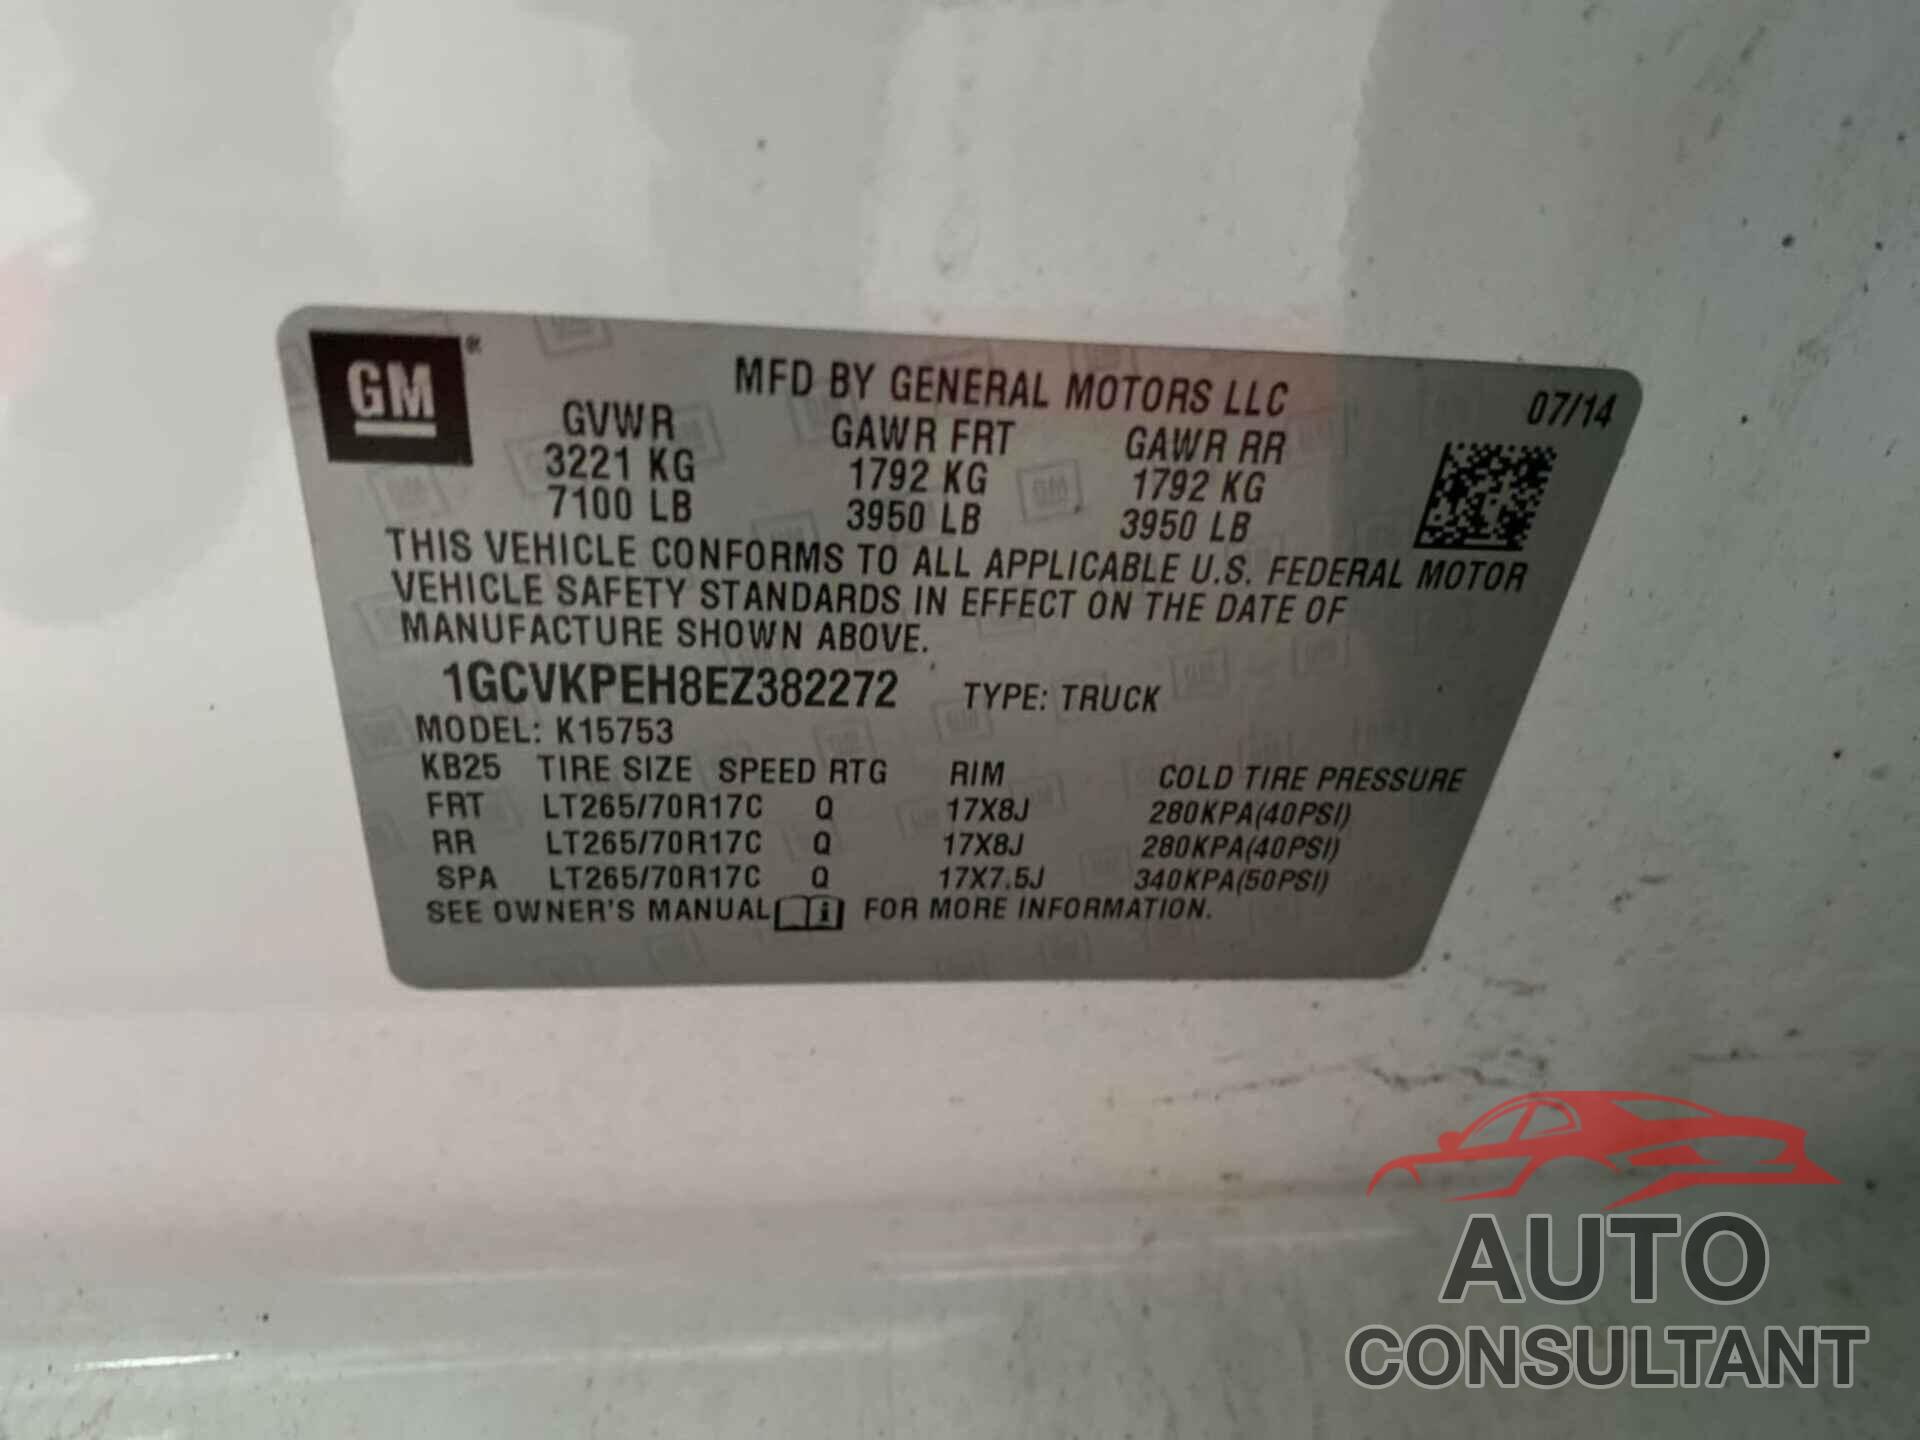 GM ®
MFD BY GENERAL MOTORS LLC
07/14
GVWR GAWR FRT GAWR RR
3221 KG 1792 KG 1792 KG
7100 LB 3950 LB 3950 LB
THIS VEHICLE CONFORMS TO ALL APPLICABLE U.S. FEDERAL MOTOR
VEHICLE SAFETY STANDARDS IN EFFECT ON THE DATE OF
MANUFACTURE SHOWN ABOVE.
1GCVKPEH8EZ382272 TYPE: TRUCK
MODEL: K15753
KB25 TIRE SIZE SPEED RTG RIM COLD TIRE PRESSURE
FRT LT265/70R17C Q 17X8J 280KPA(40PSI)
RR LT265/70R17C Q 17X8J 280KPA(40PSI)
SPA LT265/70R17C Q 17X7.5J 340KPA(50PSI)
SEE OWNER'S MANUAL i FOR MORE INFORMATION.
AUTO
CONSULTANT